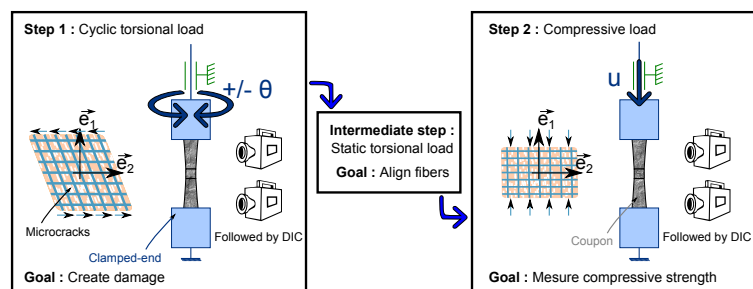 Step 1 : Cyclic torsional load
+/- θ
e1
e2
Microcracks
Clamped-end
Followed by DIC
Goal : Create damage
Intermediate step :
Static torsional load
Goal : Align fibers
Step 2 : Compressive load
u
e1
e2
Coupon
Followed by DIC
Goal : Mesure compressive strength